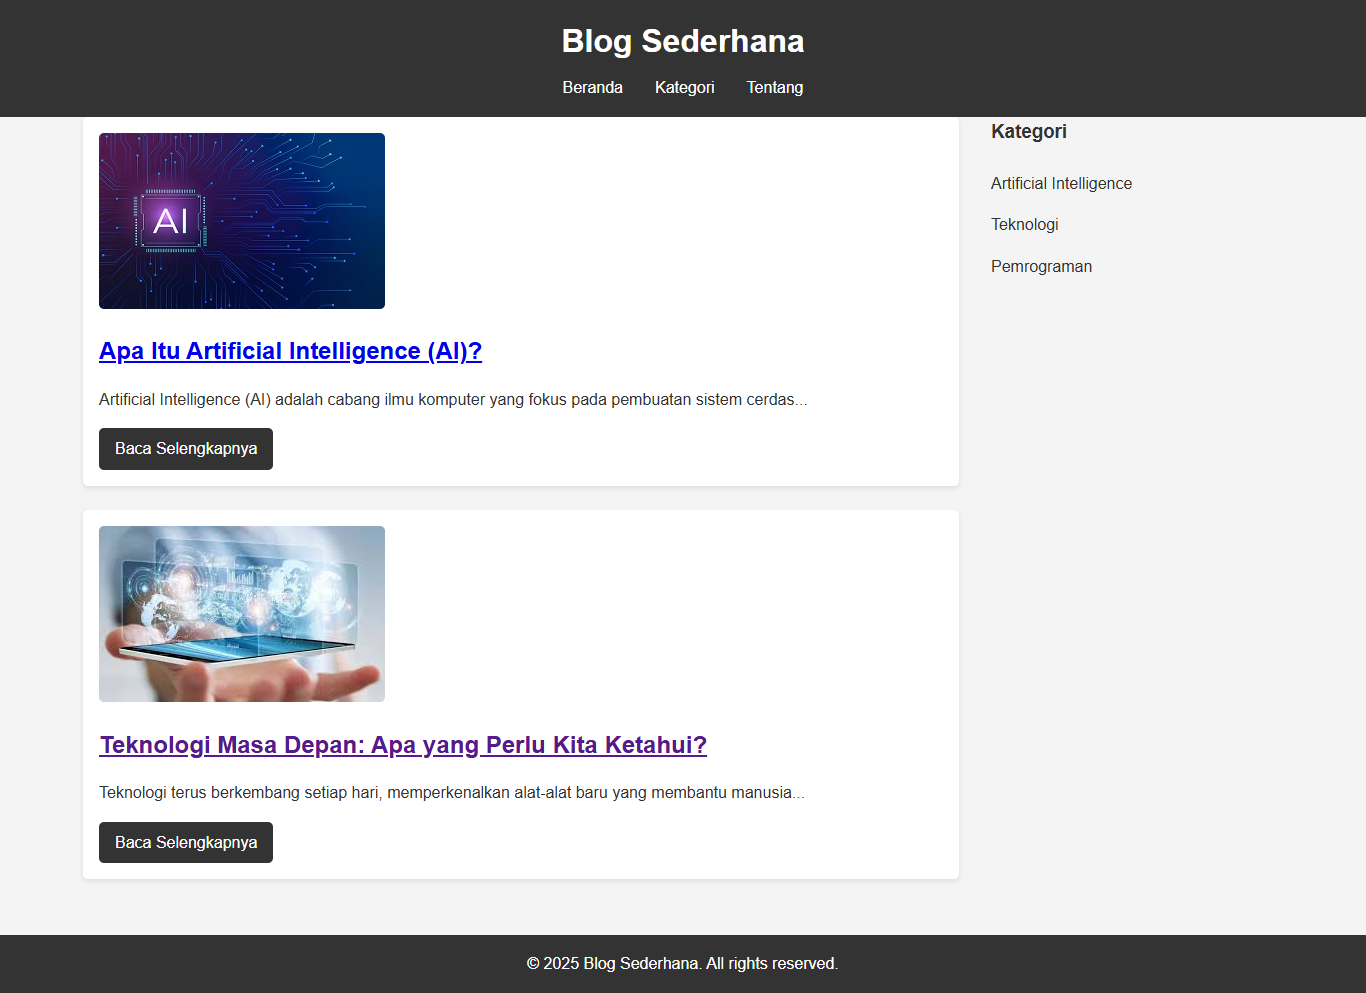 Blog Sederhana
Beranda Kategori Tentang
AI
Apa Itu Artificial Intelligence (AI)?
Artificial Intelligence (AI) adalah cabang ilmu komputer yang fokus pada pembuatan sistem cerdas...
Baca Selengkapnya
Teknologi Masa Depan: Apa yang Perlu Kita Ketahui?
Teknologi terus berkembang setiap hari, memperkenalkan alat-alat baru yang membantu manusia...
Baca Selengkapnya
Kategori
Artificial Intelligence
Teknologi
Pemrograman
© 2025 Blog Sederhana. All rights reserved.